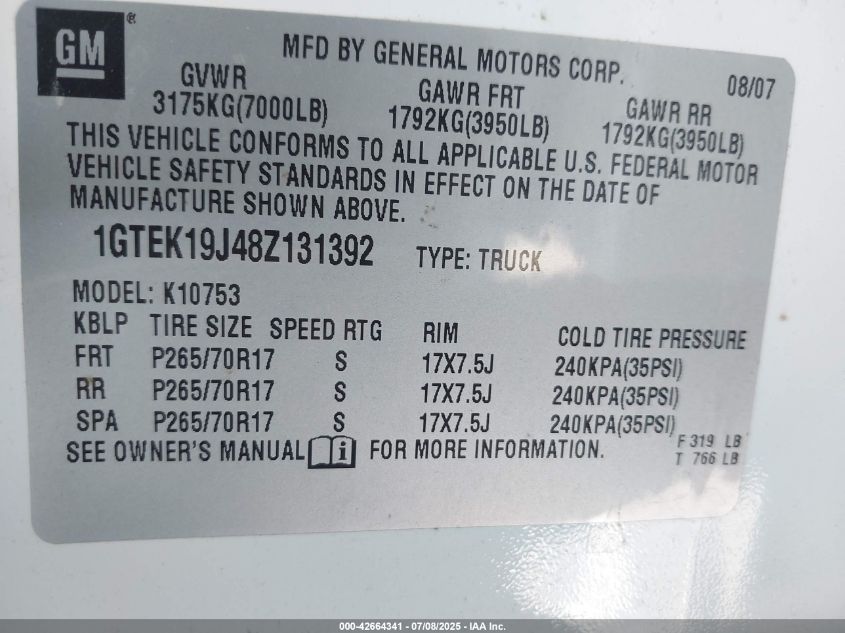 GM ®
MFD BY GENERAL MOTORS CORP.
08/07
GVWR GAWR FRT GAWR RR
3175KG(7000LB) 1792KG(3950LB) 1792KG(3950LB)
THIS VEHICLE CONFORMS TO ALL APPLICABLE U.S. FEDERAL MOTOR
VEHICLE SAFETY STANDARDS IN EFFECT ON THE DATE OF
MANUFACTURE SHOWN ABOVE.
1GTEK19J48Z131392 TYPE: TRUCK
MODEL: K10753
KBLP TIRE SIZE SPEED RTG RIM COLD TIRE PRESSURE
FRT P265/70R17 S 17X7.5J 240KPA(35PSI)
RR P265/70R17 S 17X7.5J 240KPA(35PSI)
SPA P265/70R17 S 17X7.5J 240KPA(35PSI)
F 319 LB
SEE OWNER'S MANUAL i FOR MORE INFORMATION.
T 766 LB
000-42664341 - 07/08/2025 - IAA Inc.